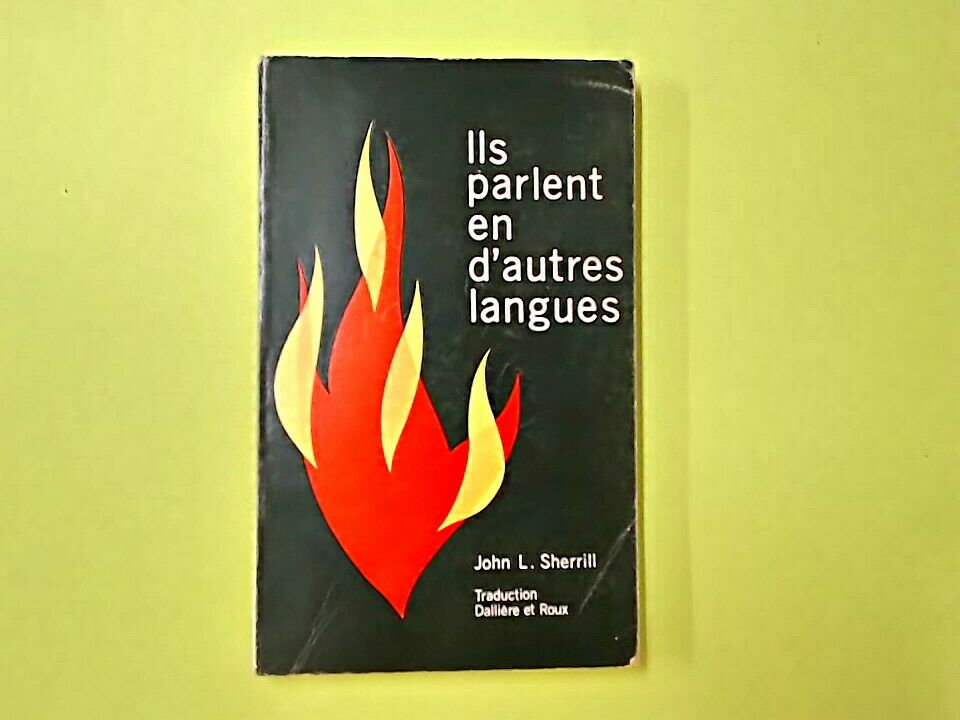 Ils
parlent
en
d'autres
langues
John L. Sherrill
Traduction
Dallière et Roux